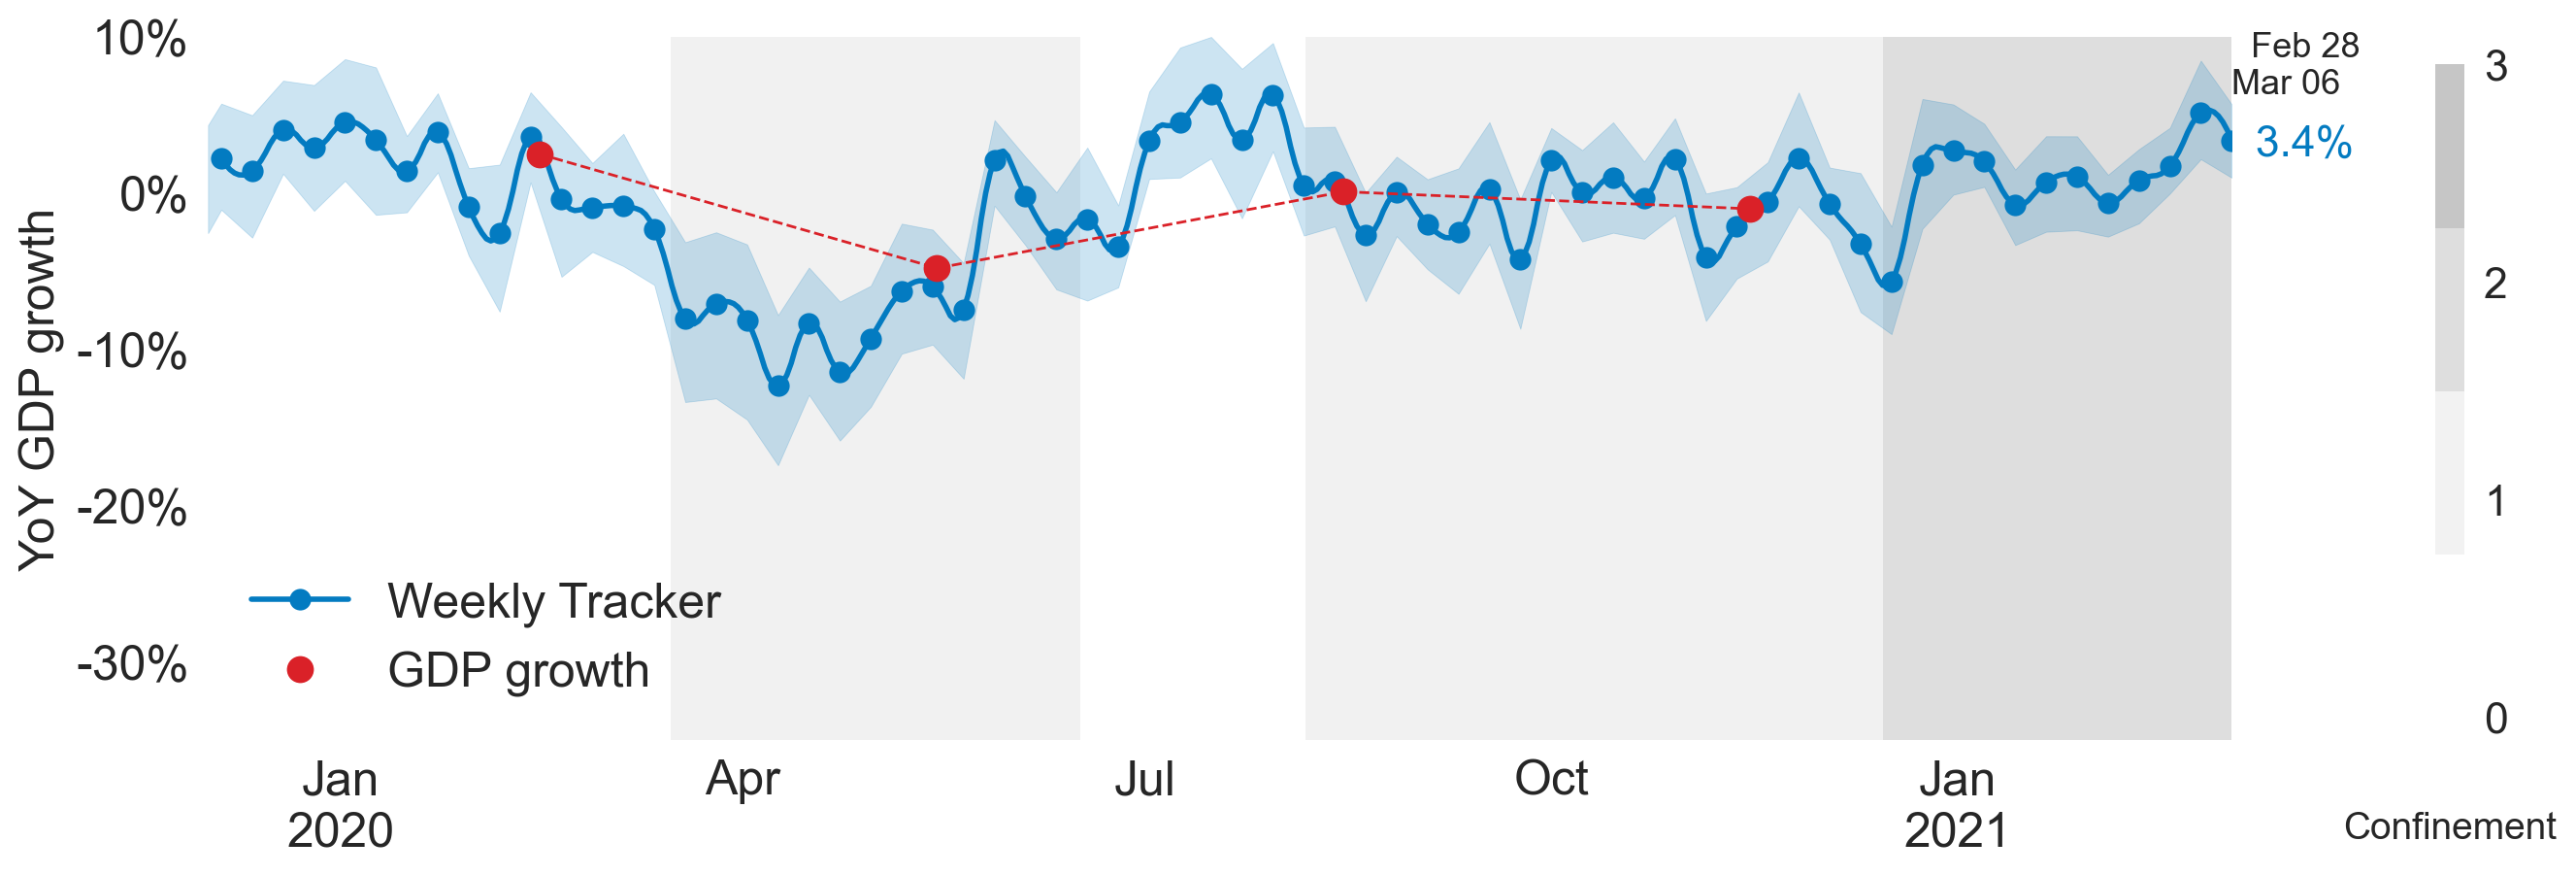 10%
0%
-10%
-20%
-30%
YoY GDP growth
Weekly Tracker
GDP growth
Jan
2020
Apr
Jul
Oct
Jan
2021
Feb 28
Mar 06
3.4%
3
2
1
0
Confinement